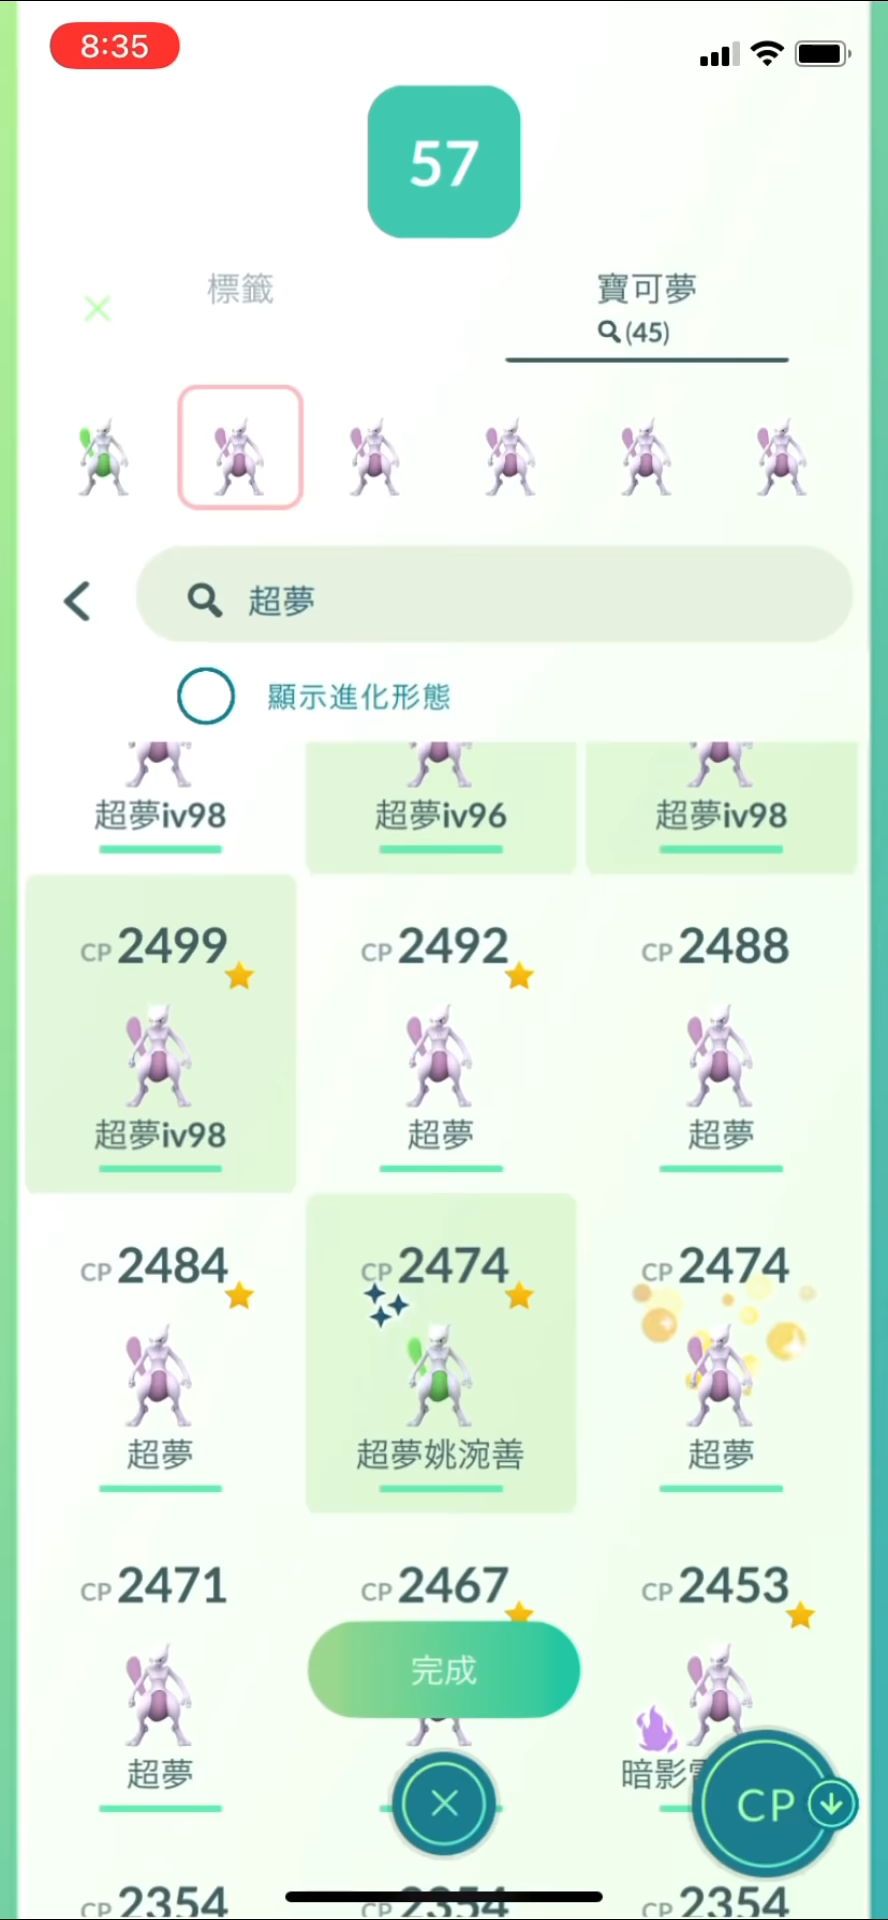 8:35
57
標籤
寶可夢
(45)
超夢
顯示進化形態
超夢iv98 超夢iv96 超夢iv98
CP 2499 CP 2492 CP 2488
超夢iv98 超夢 超夢
CP 2484 CP 2474 CP 2474
超夢 超夢姚涴善 超夢
CP 2471 CP 2467 CP 2453
完成
超夢 暗影
CP
CP 2354 CP 2354 CP 2354